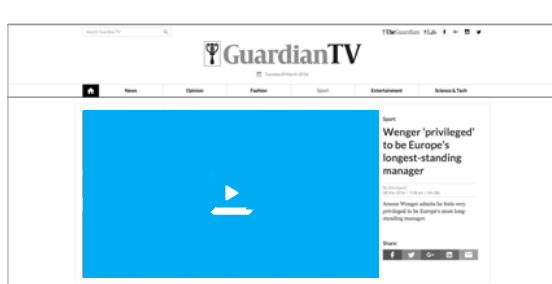 Search Guardian TV
TheGuardian Lab
GuardianTV
Tuesday 8 March 2016
News Opinion Fashion Sport Entertainment Science & Tech
Sport
Wenger ‘privileged’
to be Europe’s
longest-standing
manager
Arsene Wenger admits he feels very
privileged to be Europe's most long-
standing manager.
Share: